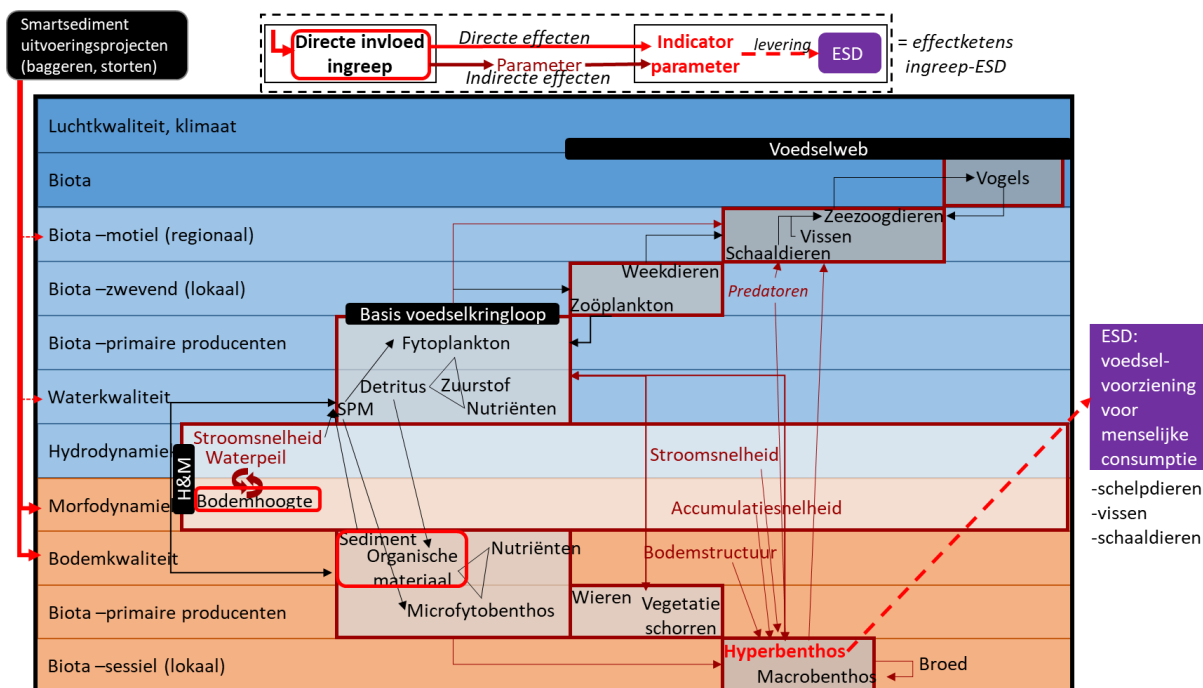 Smartsediment
uitvoeringsprojecten
(baggeren, storten)
Directe invloed
ingreep
Directe effecten
Parameter
Indirecte effecten
Indicator
parameter
levering
ESD
= effectketens
ingreep-ESD
Luchtkwaliteit, klimaat
Voedselweb
Biota
Vogels
Biota –motiel (regionaal)
Zeezoogdieren
Vissen
Schaaldieren
Biota –zwevend (lokaal)
Weekdieren
Predatoren
Zoöplankton
Basis voedselkringloop
Biota –primaire producenten
Fytoplankton
Detritus
Zuurstof
Nutriënten
Waterkwaliteit
SPM
Hydrodynamie
H&M
Stroomsnelheid
Waterpeil
Stroomsnelheid
Morfodynamie
Bodemhoogte
Accumulatiesnelheid
Bodemkwaliteit
Sediment
Organische
materiaal
Nutriënten
Bodemstructuur
Biota –primaire producenten
Microfytobenthos
Wieren
Vegetatie
schorren
Biota –sessiel (lokaal)
Hyperbenthos
Macrobenthos
Broed
ESD:
voedsel-
voorziening
voor
menselijke
consumptie
-schelpdieren
-vissen
-schaaldieren